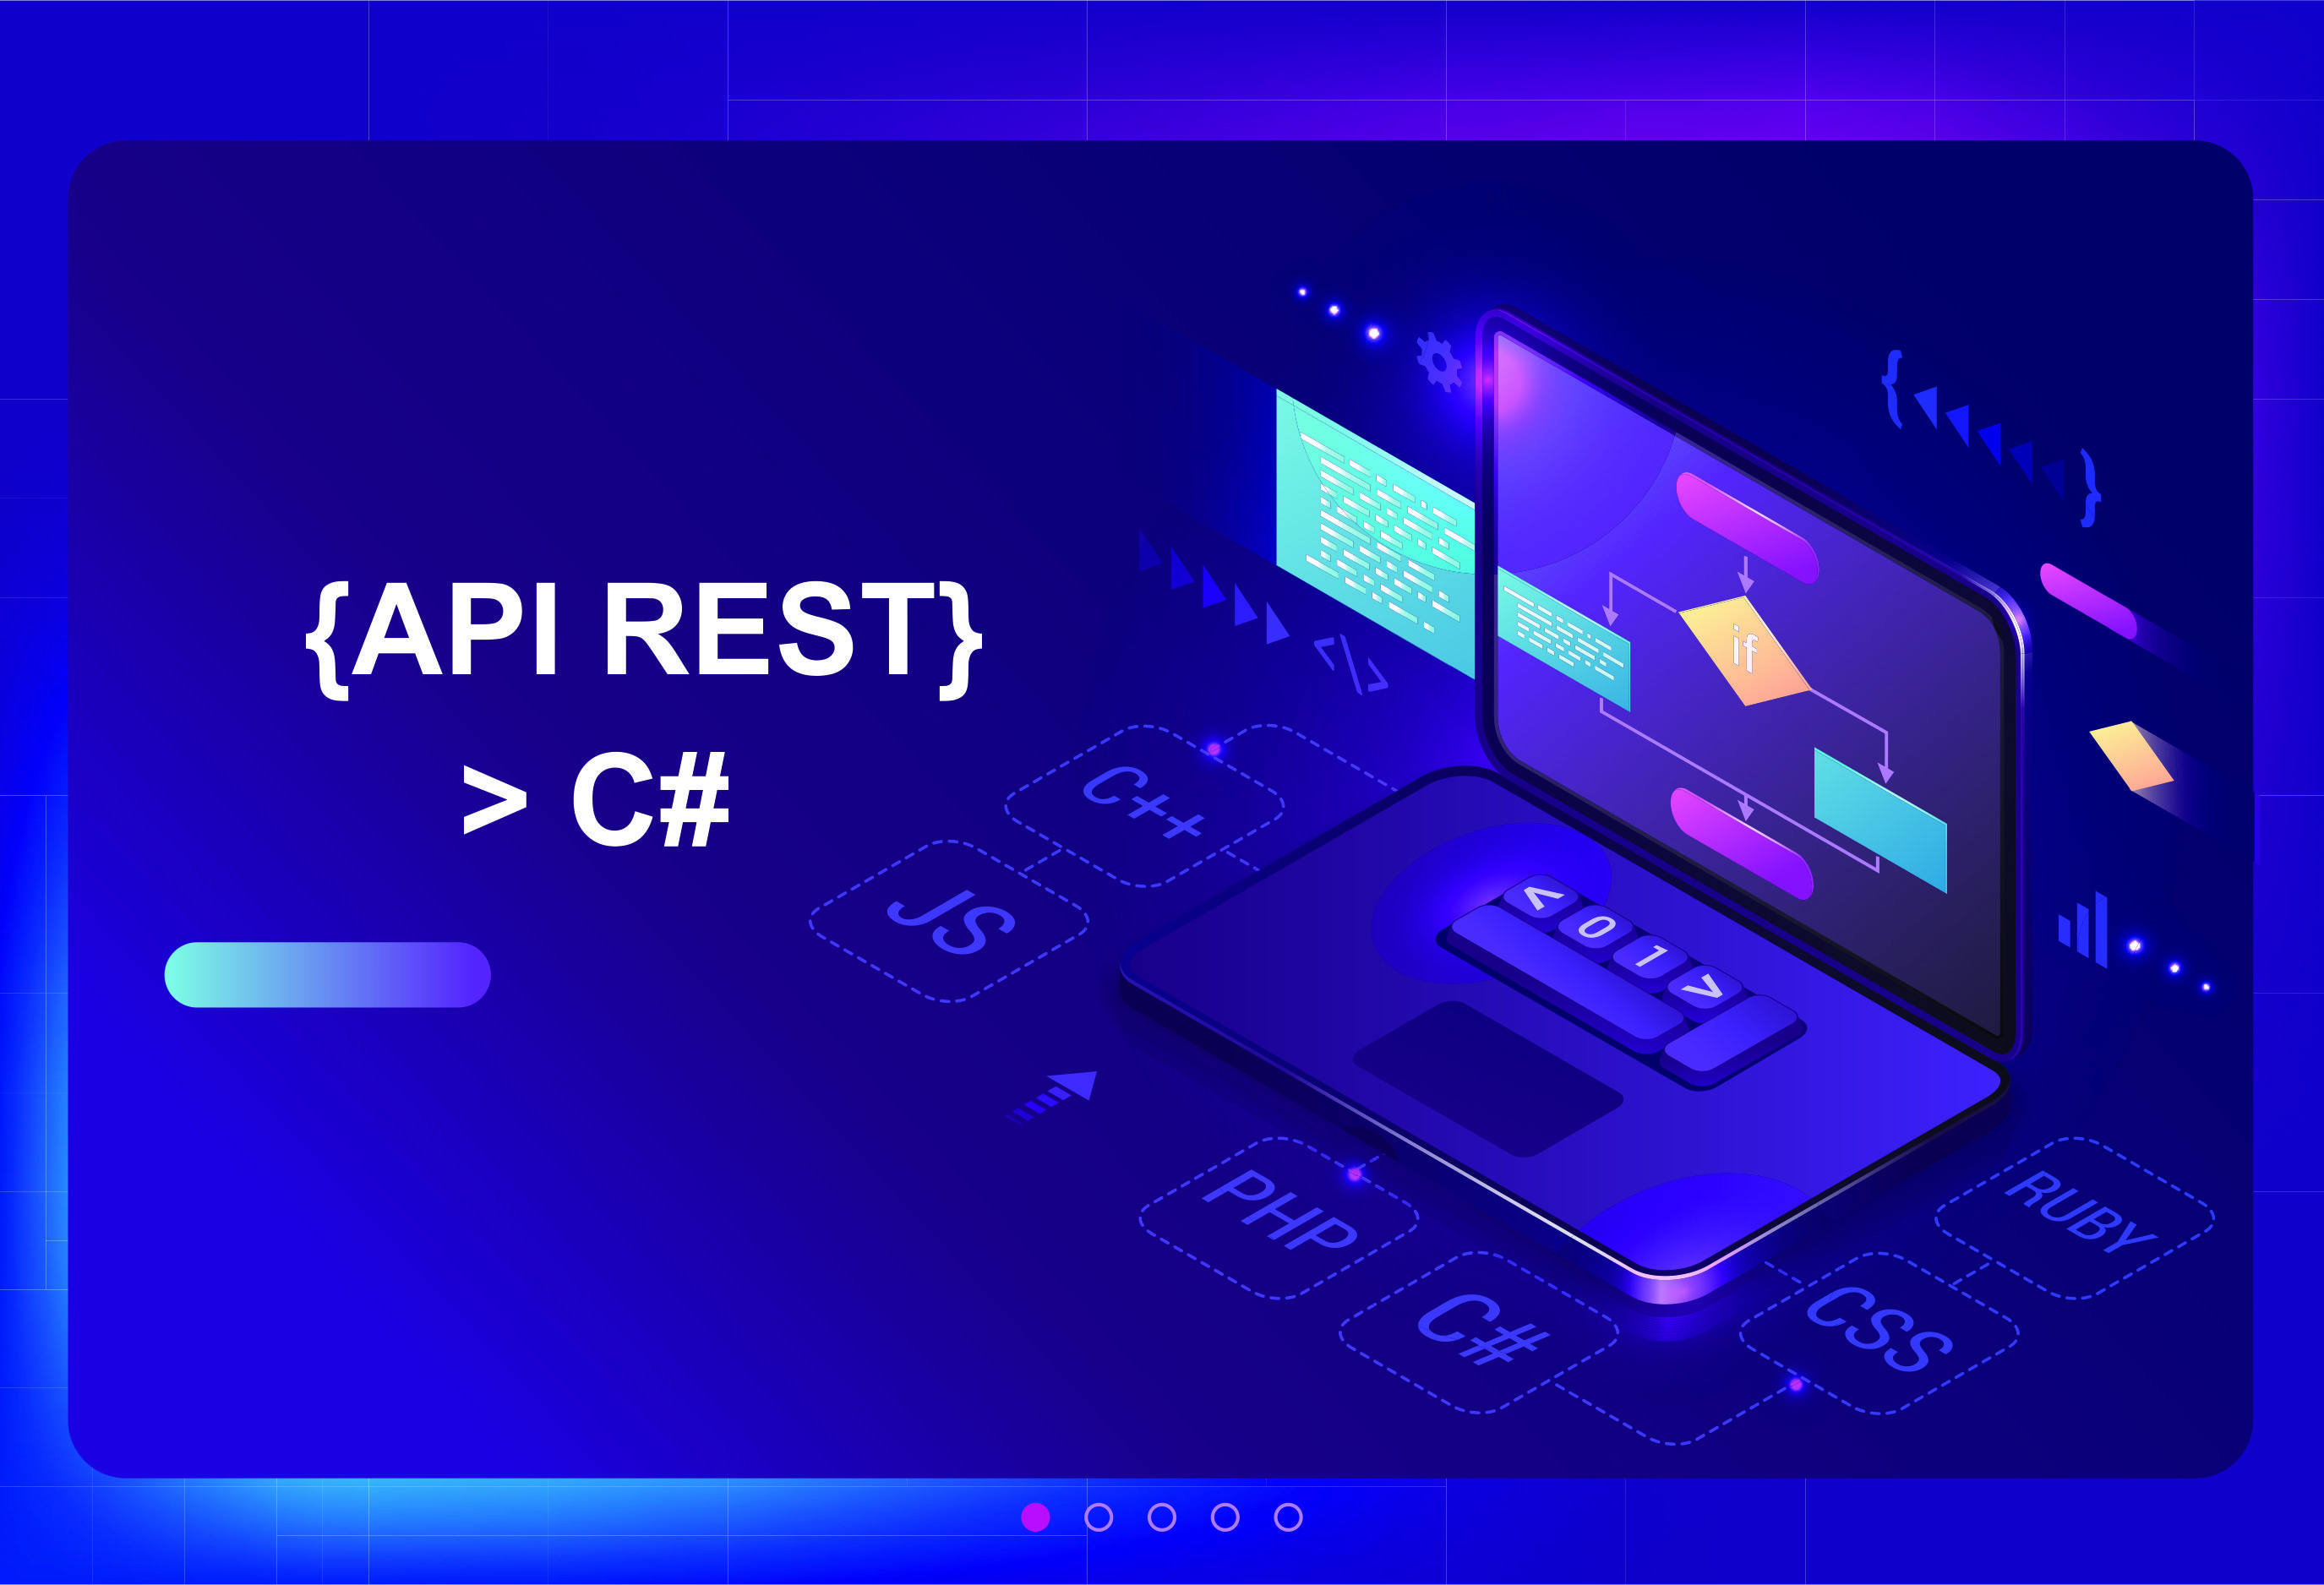 {API REST}
> C#
</>
{ }
if
C++
JS
< 0 1 >
PHP
C#
CSS
RUBY